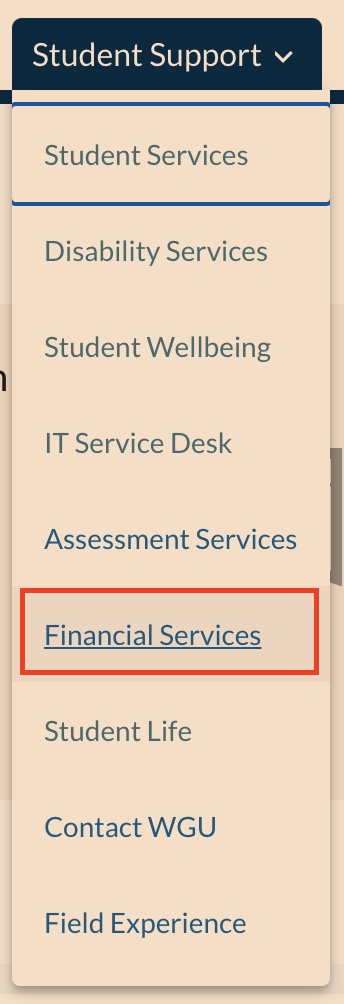 Student Support
Student Services
Disability Services
Student Wellbeing
IT Service Desk
Assessment Services
Financial Services
Student Life
Contact WGU
Field Experience